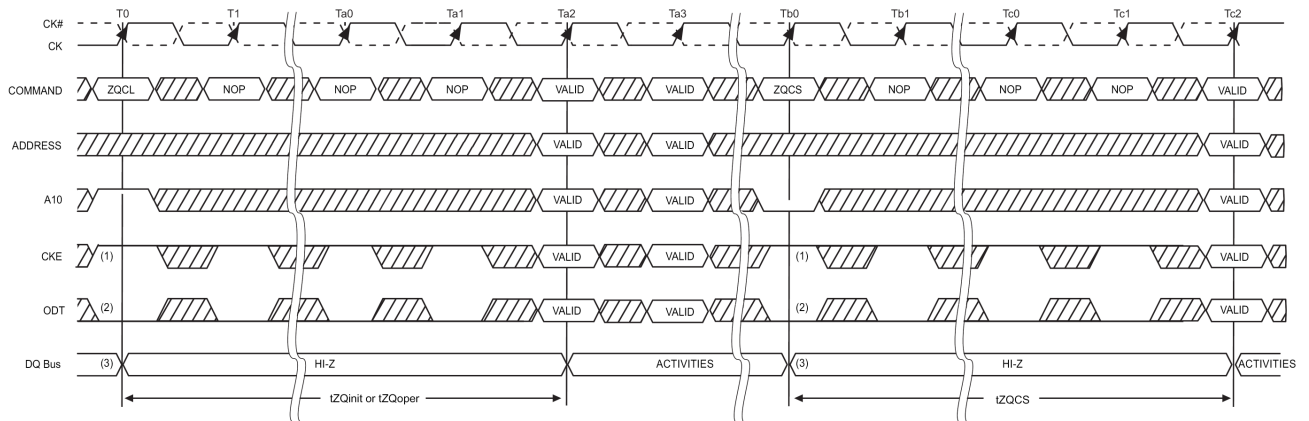 T0 T1 Ta0 Ta1 Ta2 Ta3 Tb0 Tb1 Tc0 Tc1 Tc2
CK#
CK
COMMAND ZQCL NOP NOP NOP VALID VALID ZQCS NOP NOP NOP VALID
ADDRESS VALID VALID VALID
A10 VALID VALID VALID
CKE (1) VALID VALID (1) VALID
ODT (2) VALID VALID (2) VALID
DQ Bus (3) HI-Z ACTIVITIES (3) HI-Z ACTIVITIES
tZQinit or tZQoper tZQCS